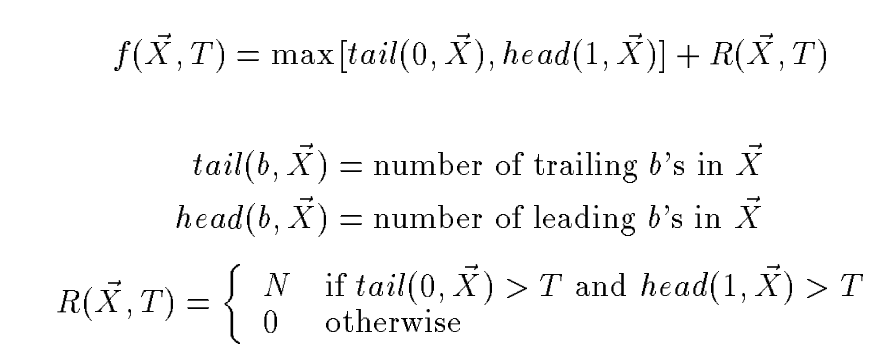 f(X⃗, T) = max[tail(0, X⃗), head(1, X⃗)] + R(X⃗, T)
tail(b, X⃗) = number of trailing b's in X⃗
head(b, X⃗) = number of leading b's in X⃗
R(X⃗, T) = { N if tail(0, X⃗) > T and head(1, X⃗) > T
0 otherwise